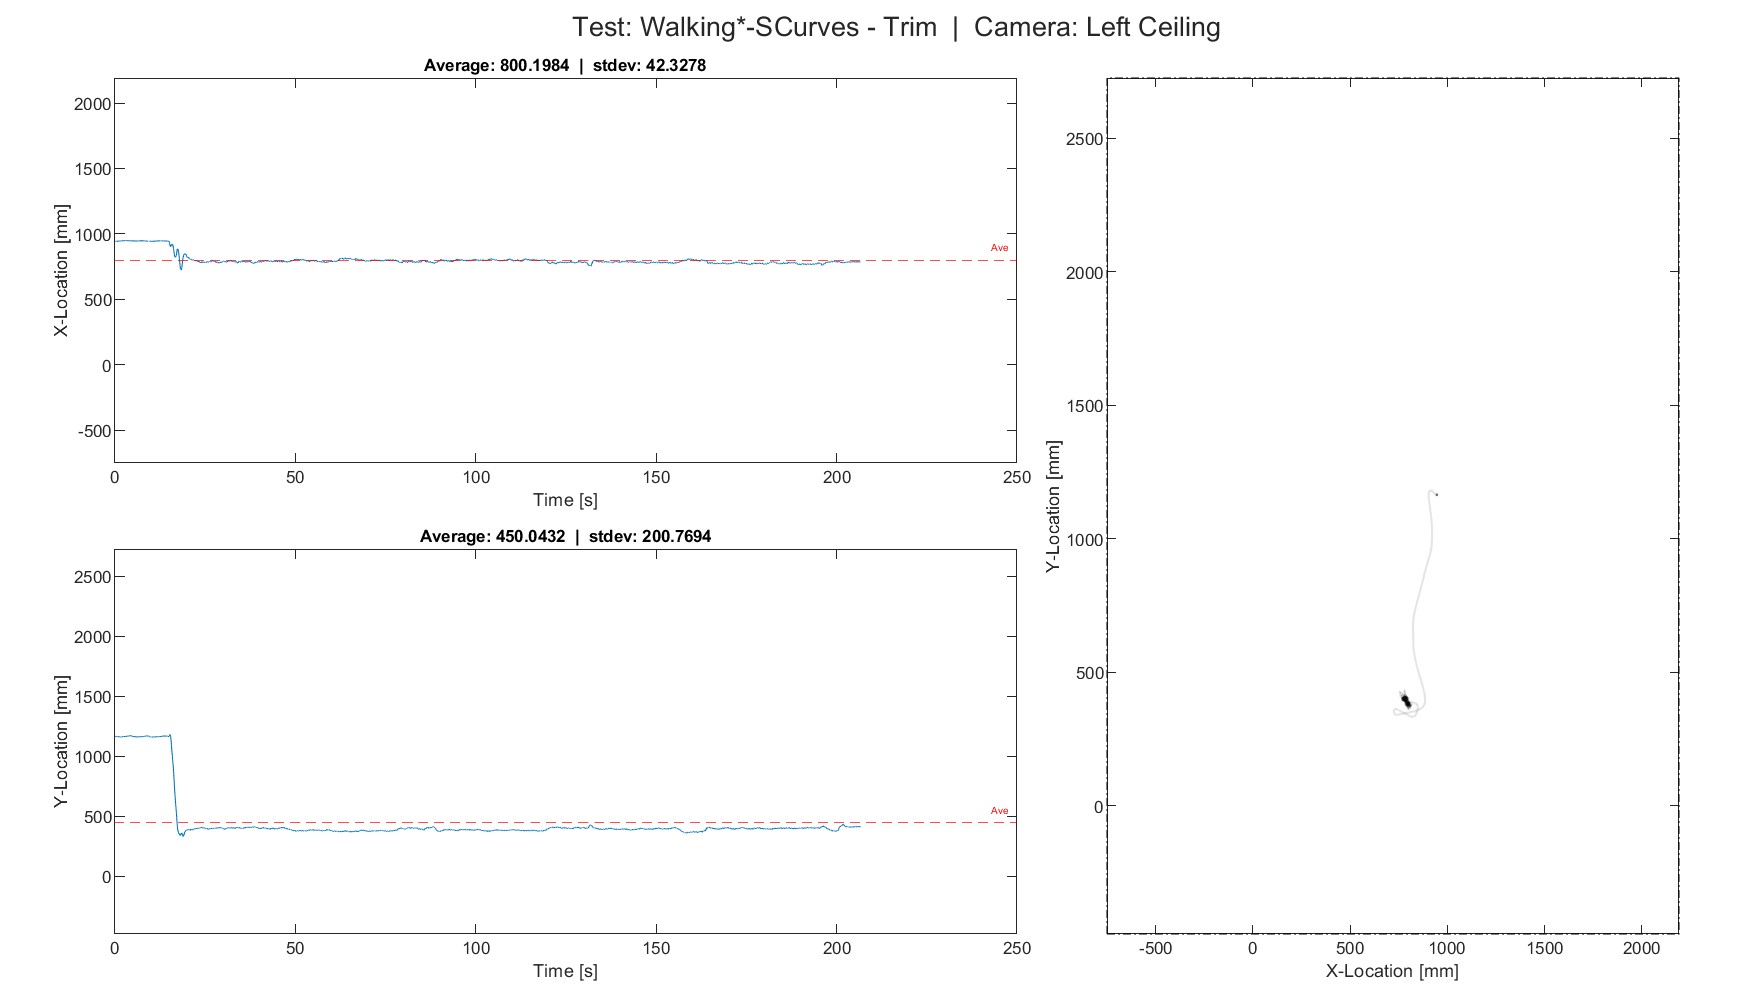 Test: Walking*-SCurves - Trim | Camera: Left Ceiling
Average: 800.1984 | stdev: 42.3278
X-Location [mm]
2000
1500
1000
500
0
-500
Ave
0 50 100 150 200 250
Time [s]
Average: 450.0432 | stdev: 200.7694
Y-Location [mm]
2500
2000
1500
1000
500
0
Ave
0 50 100 150 200 250
Time [s]
Y-Location [mm]
2500
2000
1500
1000
500
0
-500 0 500 1000 1500 2000
X-Location [mm]